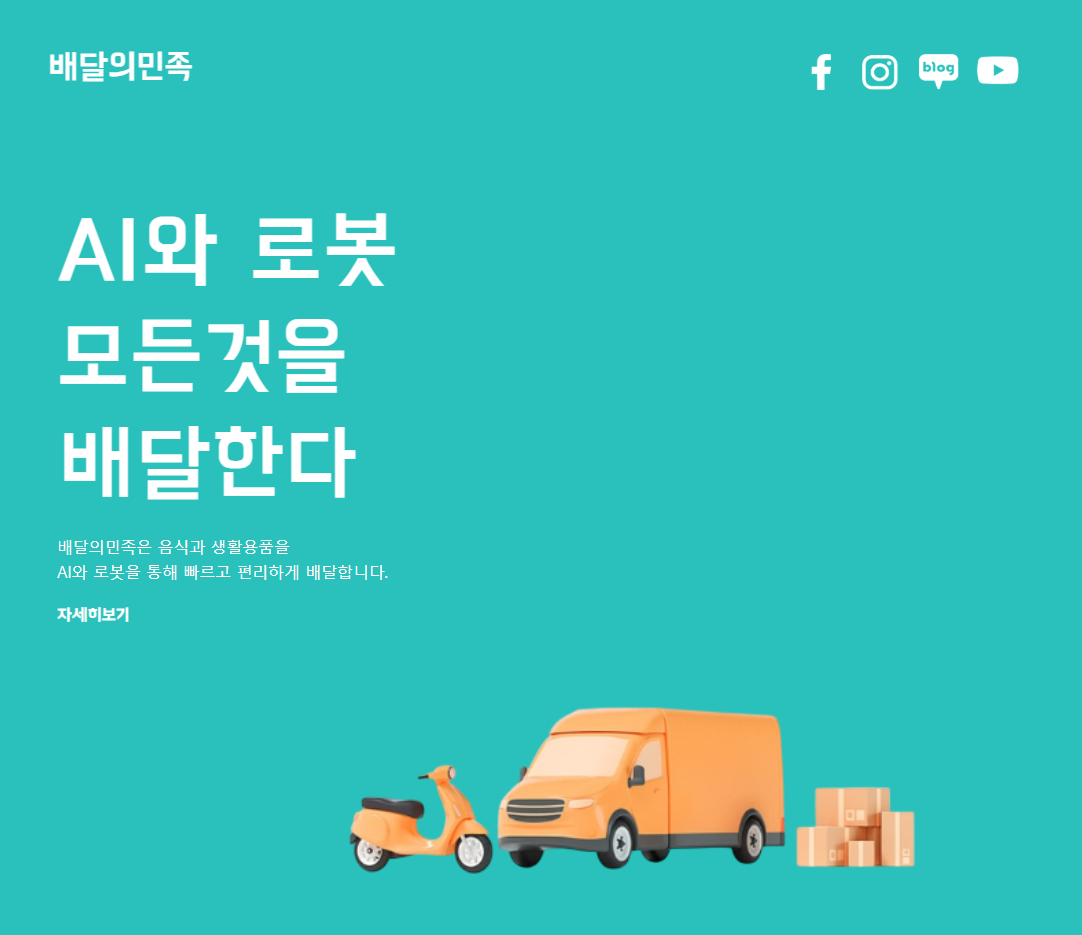 배달의민족
blog
AI와 로봇
모든것을
배달한다
배달의민족은 음식과 생활용품을
AI와 로봇을 통해 빠르고 편리하게 배달합니다.
자세히보기